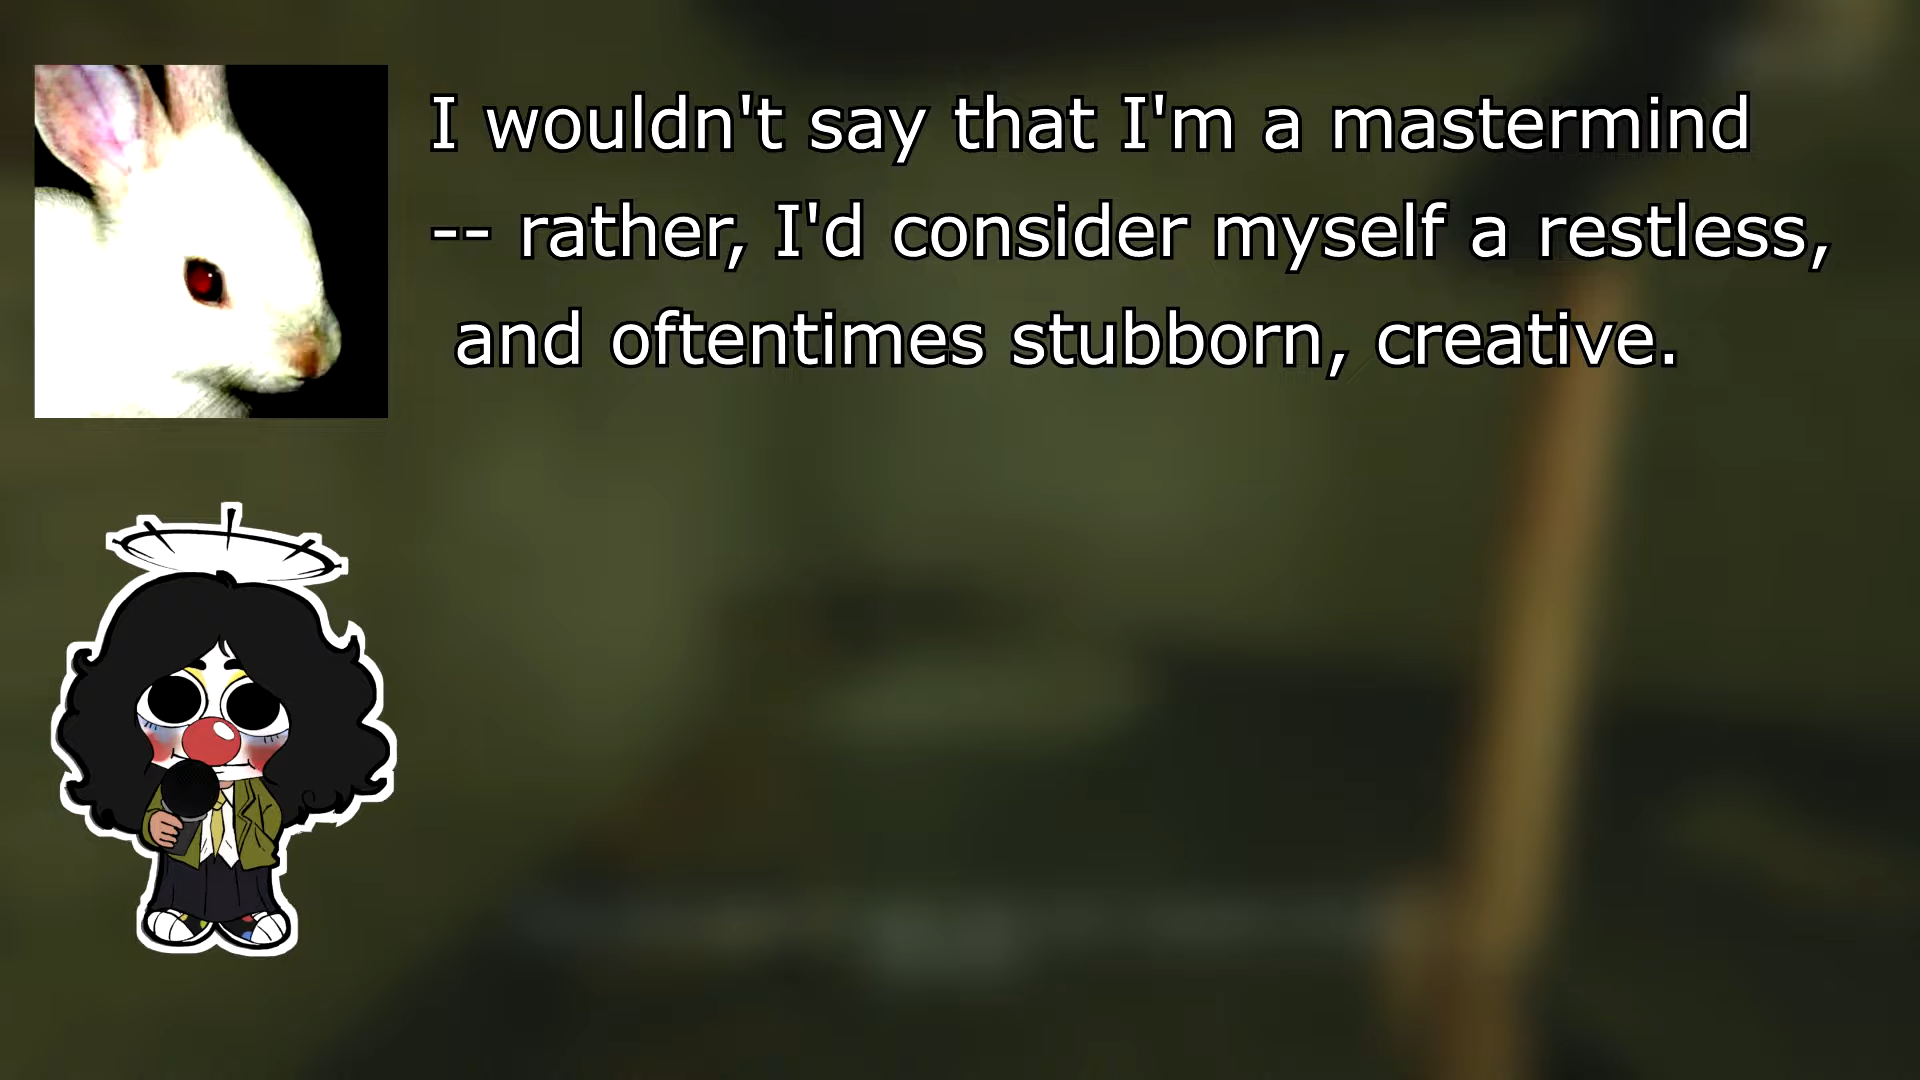 I wouldn't say that I'm a mastermind
-- rather, I'd consider myself a restless,
and oftentimes stubborn, creative.